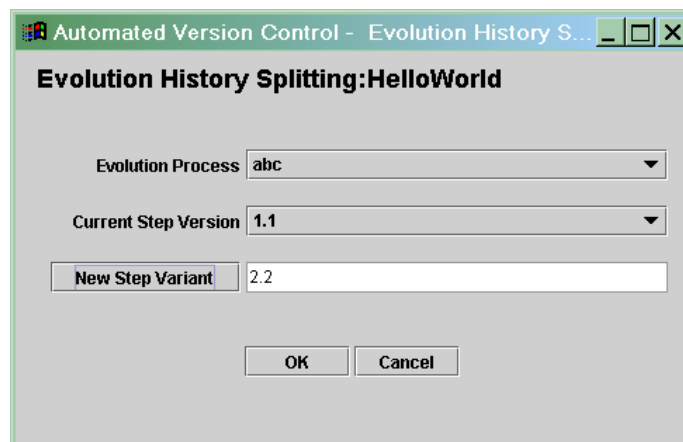 Automated Version Control - Evolution History S...
Evolution History Splitting:HelloWorld
Evolution Process abc
Current Step Version 1.1
New Step Variant 2.2
OK Cancel